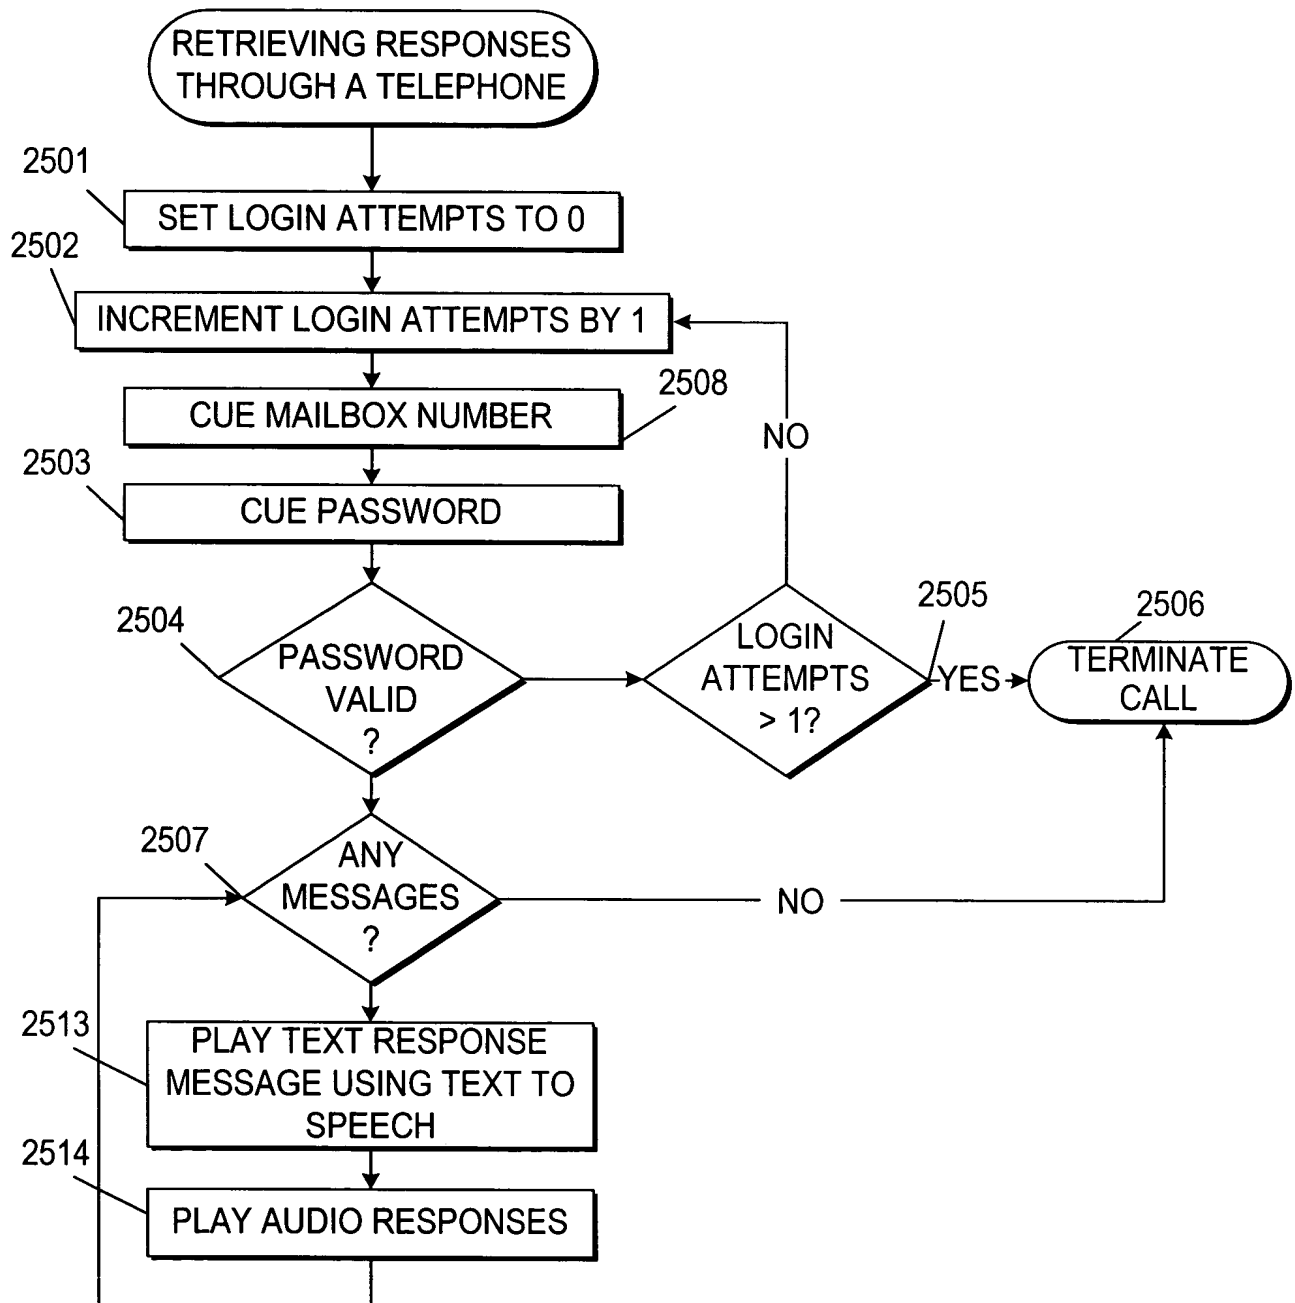 RETRIEVING RESPONSES
THROUGH A TELEPHONE
2501
SET LOGIN ATTEMPTS TO 0
2502
INCREMENT LOGIN ATTEMPTS BY 1
2508
CUE MAILBOX NUMBER
NO
2503
CUE PASSWORD
2504
PASSWORD
VALID
?
LOGIN
ATTEMPTS
> 1?
2505
YES
2506
TERMINATE
CALL
2507
ANY
MESSAGES
?
NO
2513
PLAY TEXT RESPONSE
MESSAGE USING TEXT TO
SPEECH
2514
PLAY AUDIO RESPONSES